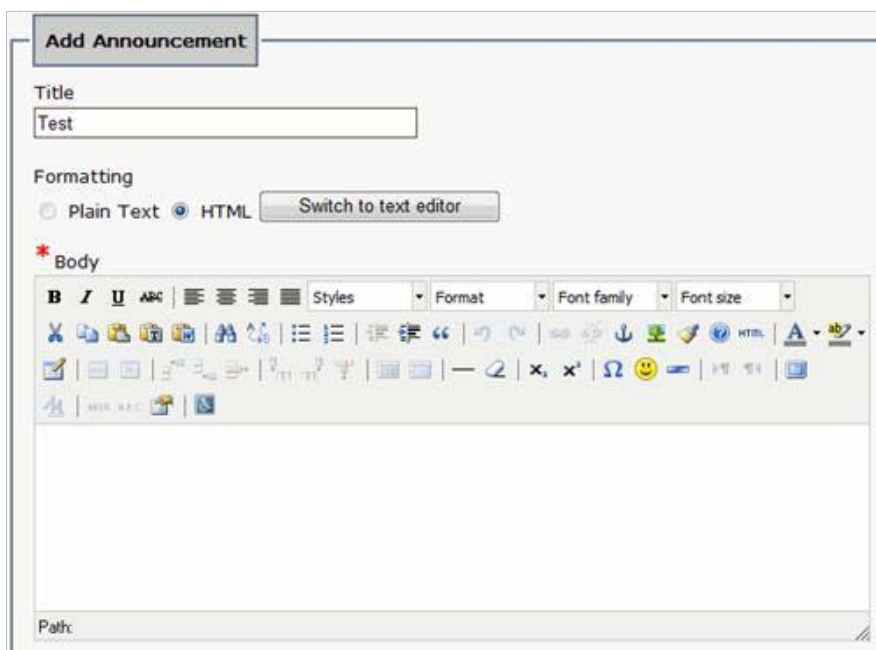 Add Announcement
Title
Test
Formatting
Plain Text HTML Switch to text editor
* Body
B I U ABC Styles Format Font family Font size
HTML A ab
Path: